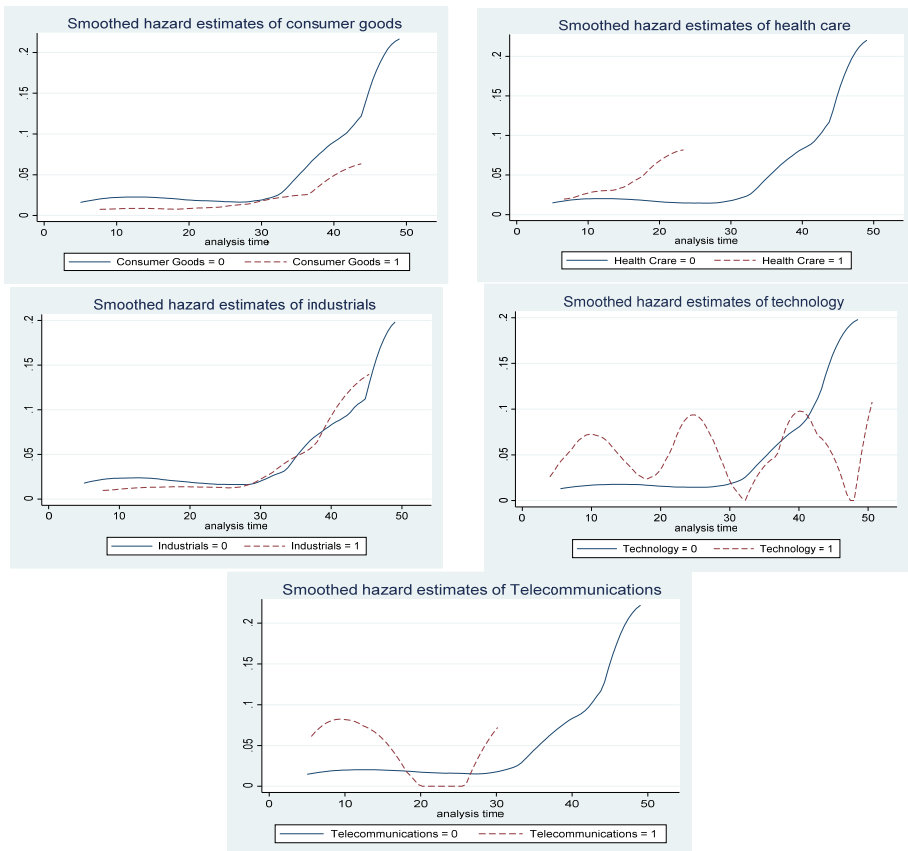 Smoothed hazard estimates of consumer goods
.2
.15
.1
.05
0
0 10 20 30 40 50
analysis time
Consumer Goods = 0 Consumer Goods = 1
Smoothed hazard estimates of health care
.2
.15
.1
.05
0
0 10 20 30 40 50
analysis time
Health Crare = 0 Health Crare = 1
Smoothed hazard estimates of industrials
.2
.15
.1
.05
0
0 10 20 30 40 50
analysis time
Industrials = 0 Industrials = 1
Smoothed hazard estimates of technology
.2
.15
.1
.05
0
0 10 20 30 40 50
analysis time
Technology = 0 Technology = 1
Smoothed hazard estimates of Telecommunications
.2
.15
.1
.05
0
0 10 20 30 40 50
analysis time
Telecommunications = 0 Telecommunications = 1